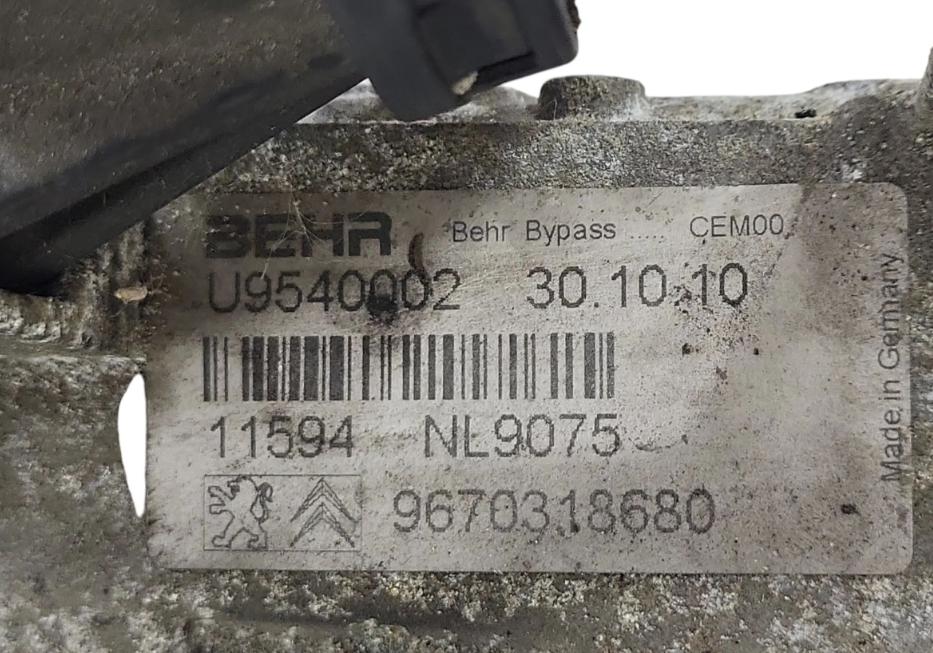 BEHR Behr Bypass ..... CEM00
U9540002 30.10.10
11594 NL9075
9670318680
Made in Germany